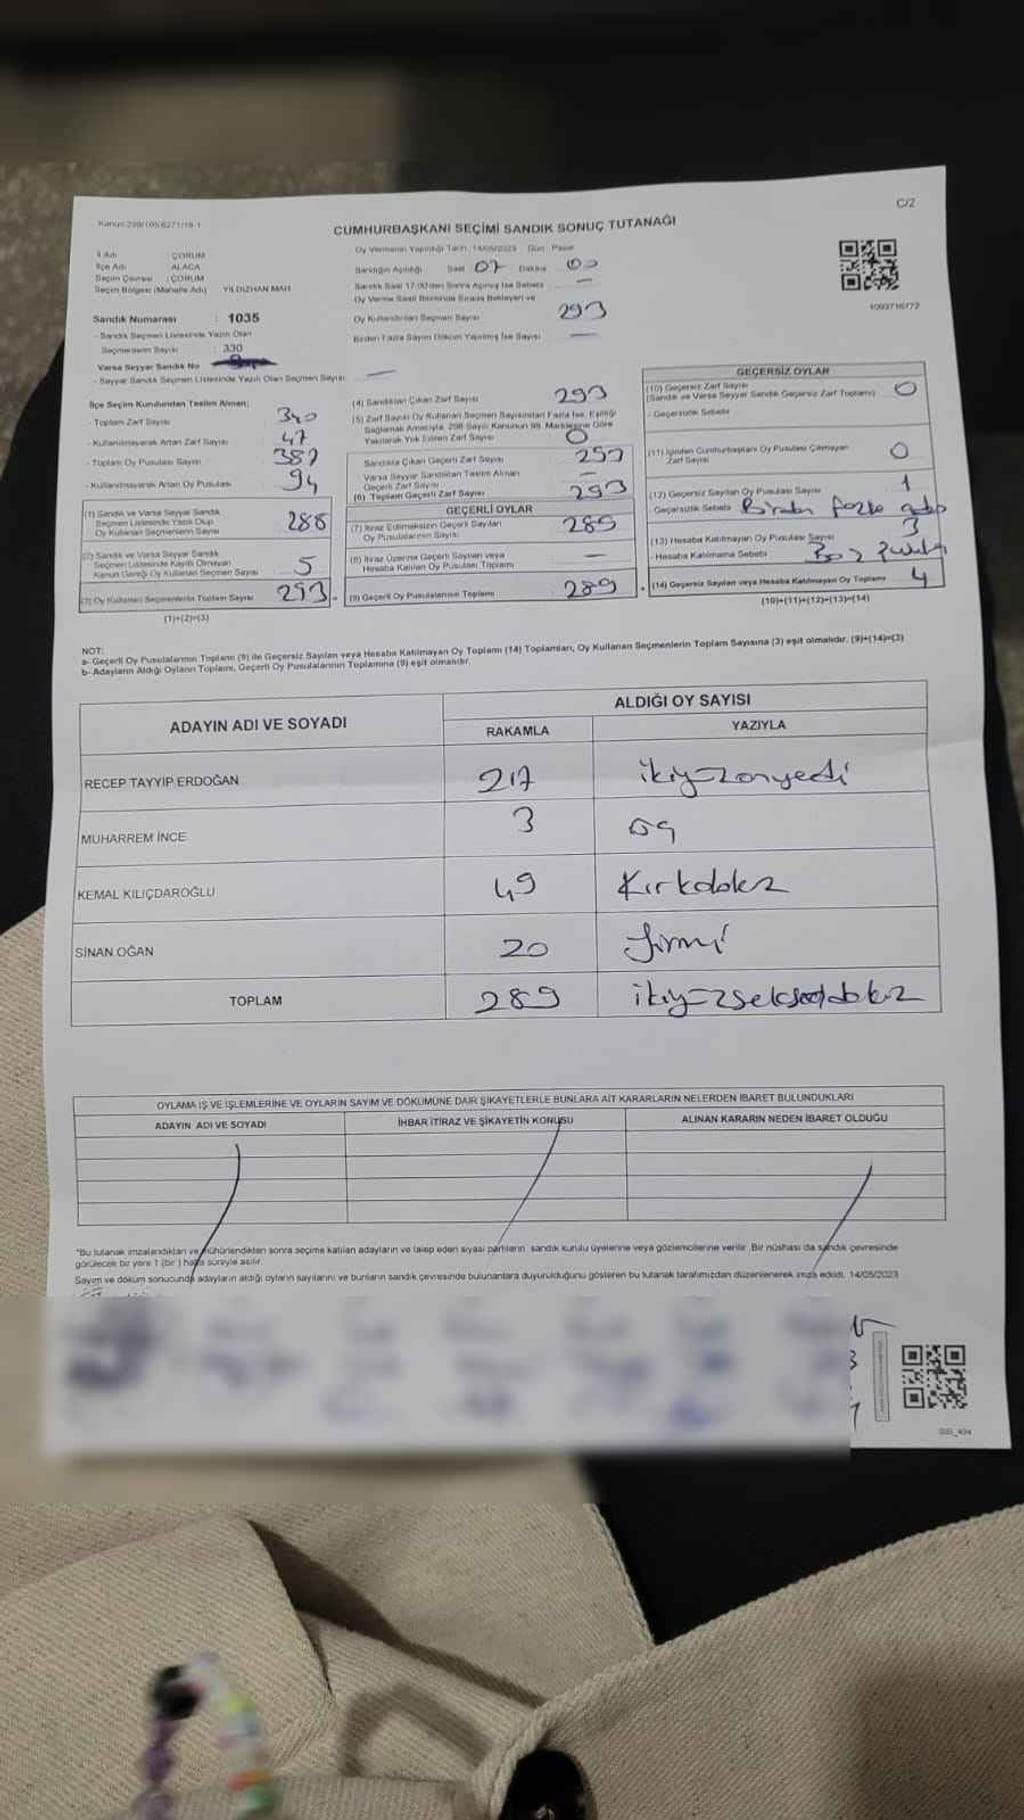 C/2
Kanun:298/105/6271/19-1
CUMHURBAŞKANI SEÇİMİ SANDIK SONUÇ TUTANAĞI
Oy Vermenin Yapıldığı Tarih: 14/05/2023 Gün: Pazar
İl Adı : ÇORUM
İlçe Adı : ALACA
Seçim Çevresi : ÇORUM
Seçim Bölgesi (Mahalle Adı) YILDIZHAN MAH
Sandığın Açıldığı Saat 07 Dakika 00
Sandık Saat 17:00'den Sonra Açılmış İse Sebebi —
Oy Verme Saati Bitiminde Sırada Bekleyen ve
Oy Kullandırılan Seçmen Sayısı 293
Birden Fazla Sayım Döküm Yapılmış İse Sayısı —
Sandık Numarası : 1035
- Sandık Seçmen Listesinde Yazılı Olan
Seçmenlerin Sayısı : 330
Varsa Seyyar Sandık No
- Seyyar Sandık Seçmen Listesinde Yazılı Olan Seçmen Sayısı: —
İlçe Seçim Kurulundan Teslim Alınan;
- Toplam Zarf Sayısı 340
- Kullanılmayarak Artan Zarf Sayısı 47
- Toplam Oy Pusulası Sayısı 387
- Kullanılmayarak Artan Oy Pusulası 94
(1) Sandık ve Varsa Seyyar Sandık
Seçmen Listesinde Yazılı Olup
Oy Kullanan Seçmenlerin Sayısı 288
(2) Sandık ve Varsa Seyyar Sandık
Seçmen Listesinde Kayıtlı Olmayan
Kanun Gereği Oy Kullanan Seçmen Sayısı 5
(3) Oy Kullanan Seçmenlerin Toplam Sayısı 293
(1)+(2)=(3)
(4) Sandıktan Çıkan Zarf Sayısı 293
(5) Zarf Sayısı Oy Kullanan Seçmen Sayısından Fazla İse, Eşitliği
Sağlamak Amacıyla, 298 Sayılı Kanunun 98. Maddesine Göre
Yakılarak Yok Edilen Zarf Sayısı 0
Sandıkta Çıkan Geçerli Zarf Sayısı 293
Varsa Seyyar Sandıktan Teslim Alınan
Geçerli Zarf Sayısı —
(6) Toplam Geçerli Zarf Sayısı 293
GEÇERLİ OYLAR
(7) İtiraz Edilmeksizin Geçerli Sayılan
Oy Pusulalarının Sayısı 289
(8) İtiraz Üzerine Geçerli Sayılan veya
Hesaba Katılan Oy Pusulası Toplamı —
(9) Geçerli Oy Pusulalarının Toplamı 289
1093716772
GEÇERSİZ OYLAR
(10) Geçersiz Zarf Sayısı
(Sandık ve Varsa Seyyar Sandık Geçersiz Zarf Toplamı) 0
- Geçersizlik Sebebi
(11) İçinden Cumhurbaşkanı Oy Pusulası Çıkmayan
Zarf Sayısı 0
(12) Geçersiz Sayılan Oy Pusulası Sayısı 1
- Geçersizlik Sebebi Birden fazla
(13) Hesaba Katılmayan Oy Pusulası Sayısı 3
- Hesaba Katılmama Sebebi Boş
(14) Geçersiz Sayılan veya Hesaba Katılmayan Oy Toplamı 4
(10)+(11)+(12)+(13)=(14)
NOT:
a- Geçerli Oy Pusulalarının Toplamı (9) ile Geçersiz Sayılan veya Hesaba Katılmayan Oy Toplamı (14) Toplamları, Oy Kullanan Seçmenlerin Toplam Sayısına (3) eşit olmalıdır. (9)+(14)=(3)
b- Adayların Aldığı Oyların Toplamı, Geçerli Oy Pusulalarının Toplamına (9) eşit olmalıdır.
ADAYIN ADI VE SOYADI
ALDIĞI OY SAYISI
RAKAMLA YAZIYLA
RECEP TAYYİP ERDOĞAN 217 ikiyüzonyedi
MUHARREM İNCE 3 üç
KEMAL KILIÇDAROĞLU 49 Kırkdokuz
SİNAN OĞAN 20 yirmi
TOPLAM 289 ikiyüzseksendokuz
OYLAMA İŞ VE İŞLEMLERİNE VE OYLARIN SAYIM VE DÖKÜMÜNE DAİR ŞİKAYETLERLE BUNLARA AİT KARARLARIN NELERDEN İBARET BULUNDUKLARI
ADAYIN ADI VE SOYADI İHBAR İTİRAZ VE ŞİKAYETİN KONUSU ALINAN KARARIN NEDEN İBARET OLDUĞU
*Bu tutanak imzalandıktan ve mühürlendikten sonra seçime katılan adayların ve talep eden siyasi partilerin sandık kurulu üyelerine veya gözlemcilerine verilir. Bir nüshası da sandık çevresinde
görülecek bir yere 1 (bir) hafta süreyle asılır.
Sayım ve döküm sonucunda adayların aldığı oyların sayılarını ve bunların sandık çevresinde bulunanlara duyurulduğunu gösteren bu tutanak tarafımızdan düzenlenerek imza edildi. 14/05/2023